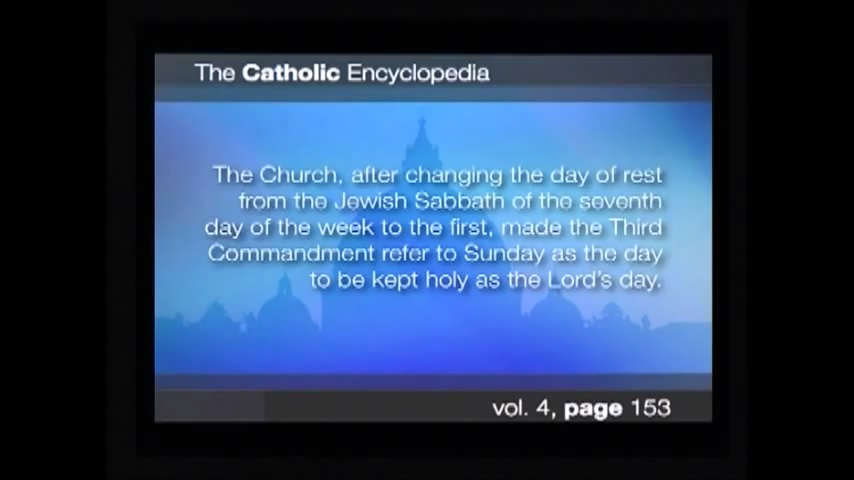 The Catholic Encyclopedia
The Church, after changing the day of rest
from the Jewish Sabbath of the seventh
day of the week to the first, made the Third
Commandment refer to Sunday as the day
to be kept holy as the Lord's day.
vol. 4, page 153